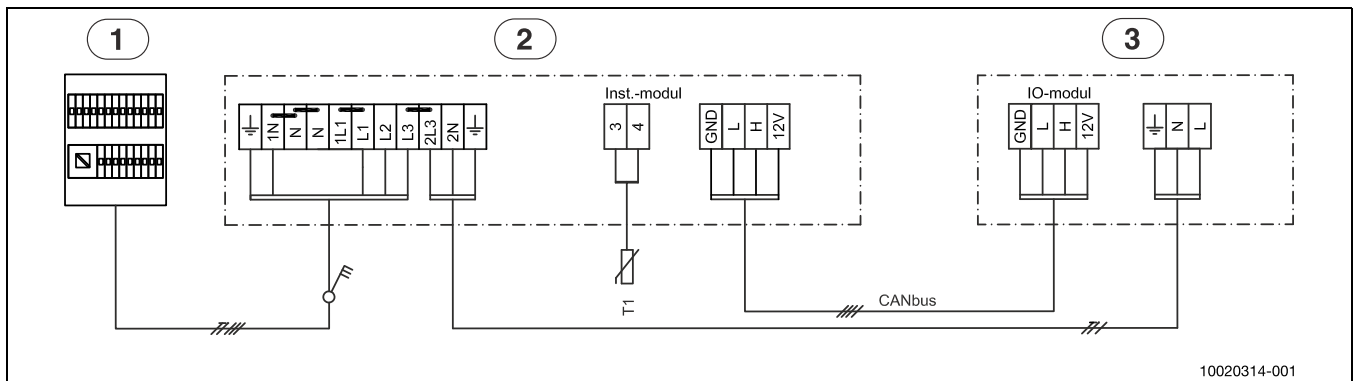 1
2
3
Inst.-modul
IO-modul
1N N N 1L1 L1 L2 L3 2L3 2N
3 4
GND L H 12V
GND L H 12V
N L
T1
CANbus
10020314-001